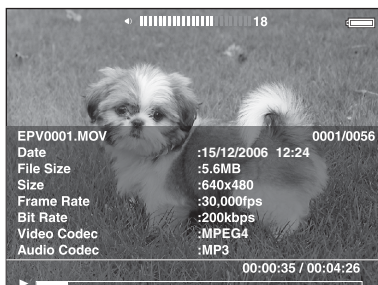 18
EPV0001.MOV 0001/0056
Date :15/12/2006 12:24
File Size :5.6MB
Size :640x480
Frame Rate :30,000fps
Bit Rate :200kbps
Video Codec :MPEG4
Audio Codec :MP3
00:00:35 / 00:04:26